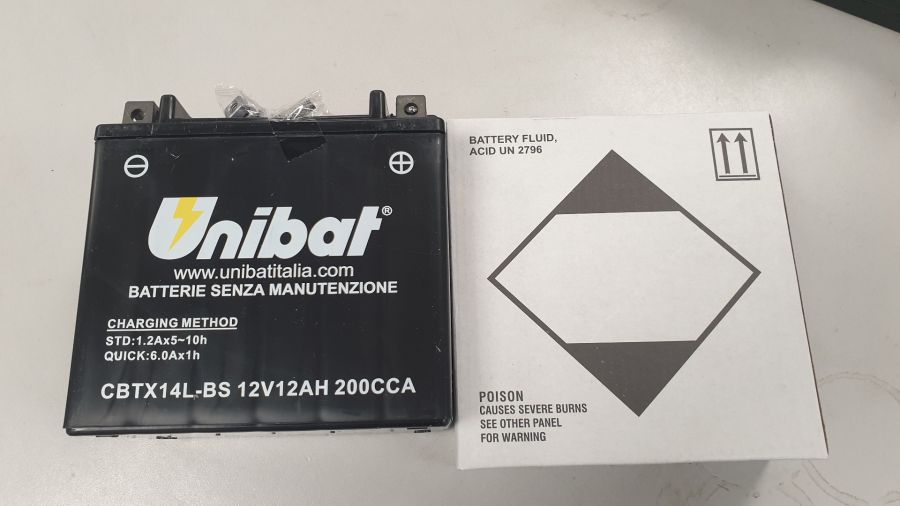 Unibat®
www.unibatitalia.com
BATTERIE SENZA MANUTENZIONE
CHARGING METHOD
STD:1.2Ax5~10h
QUICK:6.0Ax1h
CBTX14L-BS 12V12AH 200CCA
BATTERY FLUID,
ACID UN 2796
POISON
CAUSES SEVERE BURNS
SEE OTHER PANEL
FOR WARNING